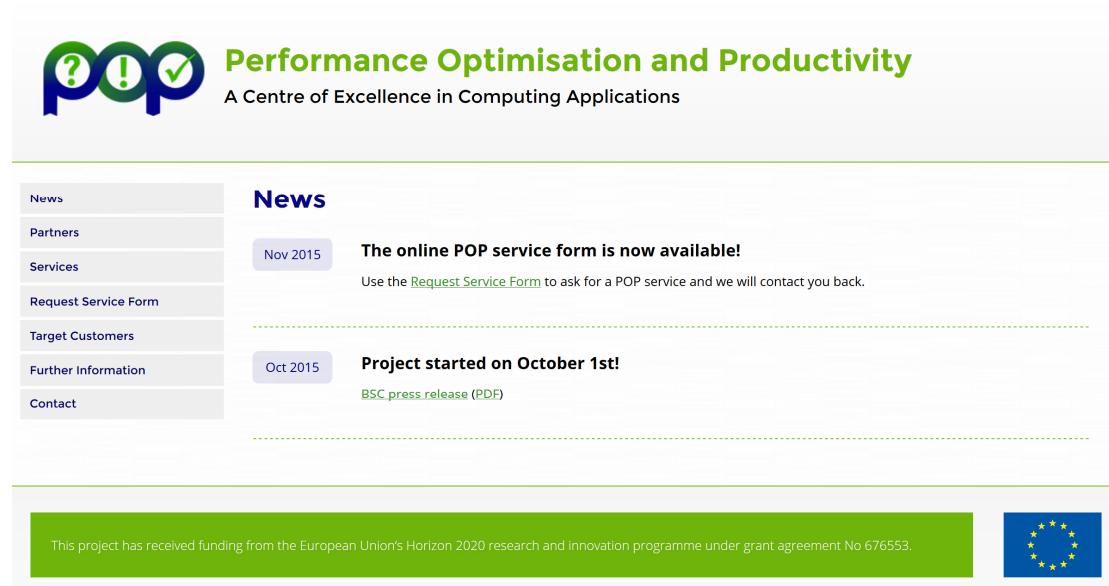 pop
? ! ✓
Performance Optimisation and Productivity
A Centre of Excellence in Computing Applications
News
Partners
Services
Request Service Form
Target Customers
Further Information
Contact
News
Nov 2015
The online POP service form is now available!
Use the Request Service Form to ask for a POP service and we will contact you back.
Oct 2015
Project started on October 1st!
BSC press release (PDF)
This project has received funding from the European Union’s Horizon 2020 research and innovation programme under grant agreement No 676553.